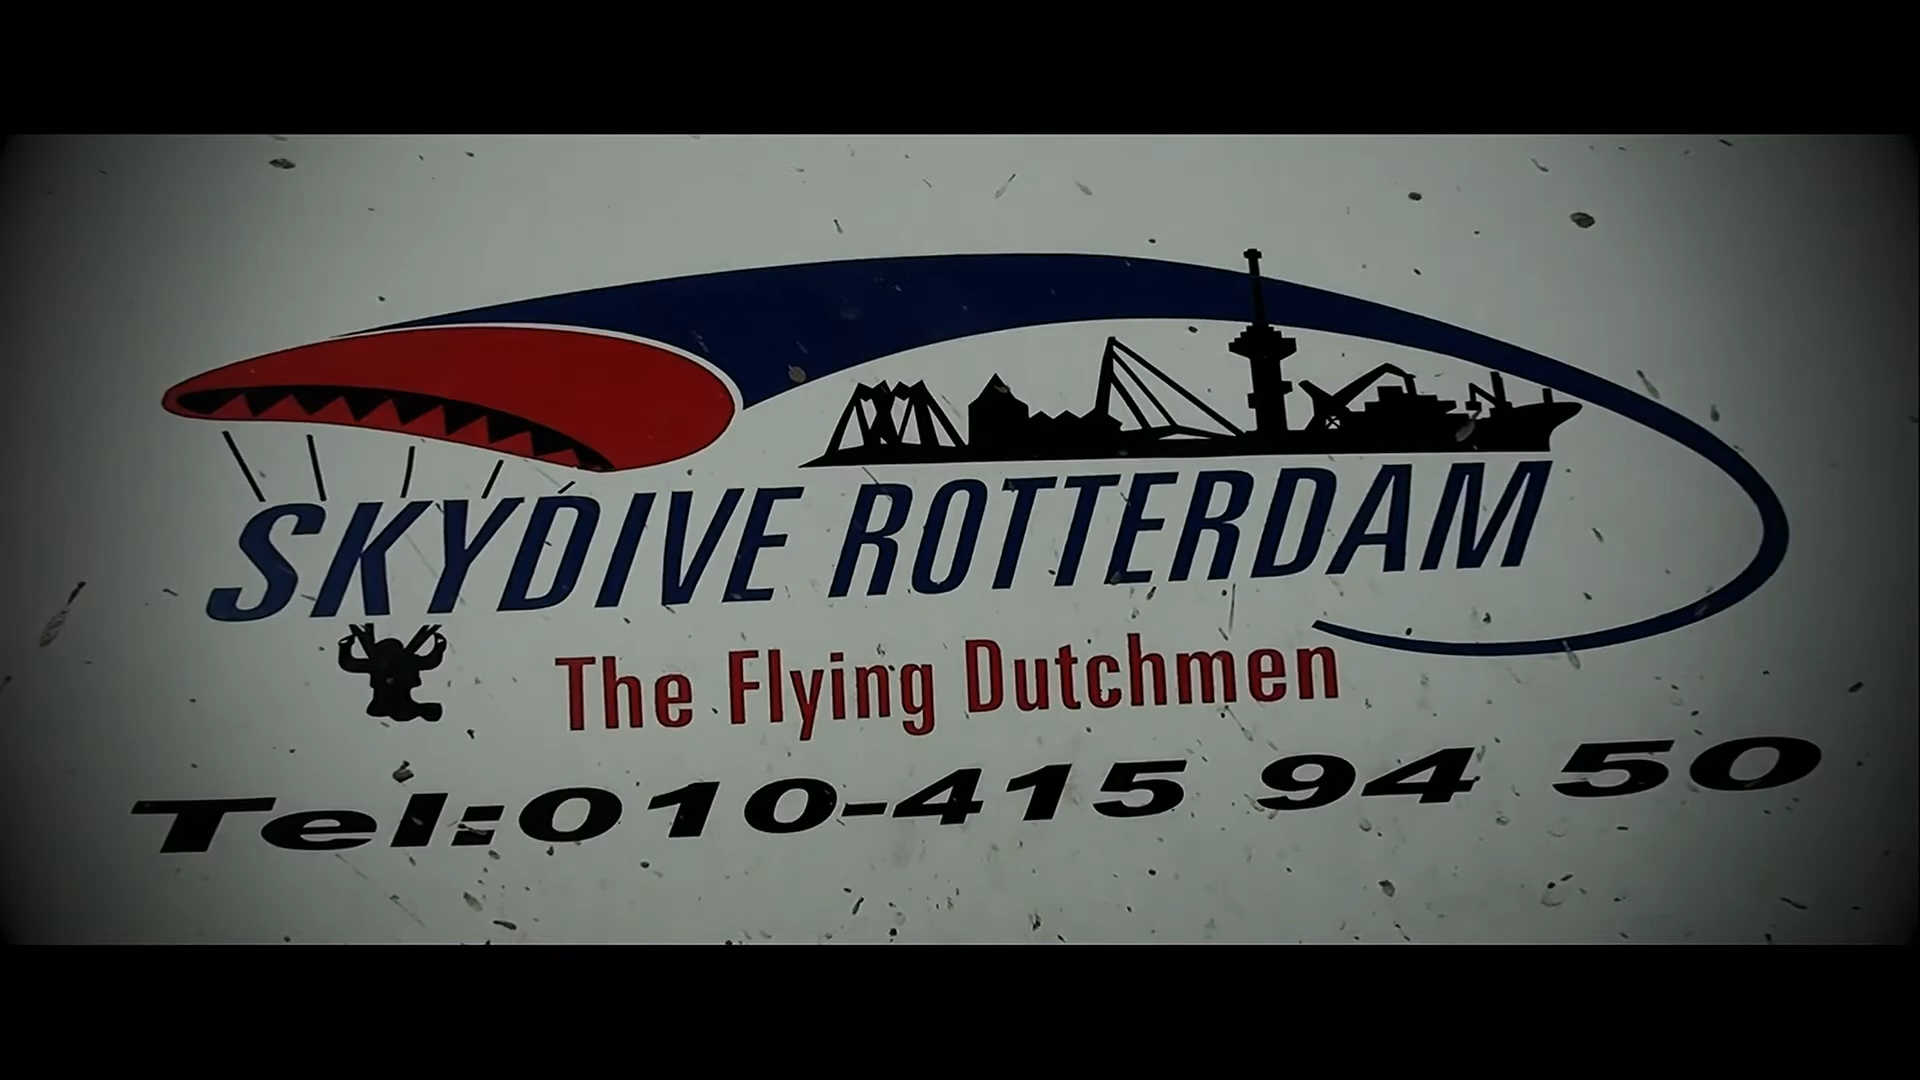 SKYDIVE ROTTERDAM
The Flying Dutchmen
Tel:010-415 94 50